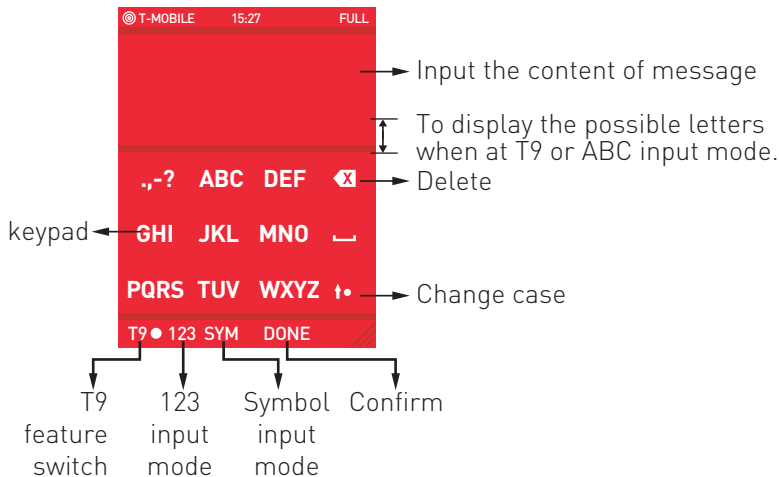 T-MOBILE 15:27 FULL
Input the content of message
To display the possible letters
when at T9 or ABC input mode.
.,-? ABC DEF X
Delete
keypad
GHI JKL MNO
PQRS TUV WXYZ
Change case
T9 123 SYM DONE
T9
feature
switch
123
input
mode
Symbol
input
mode
Confirm